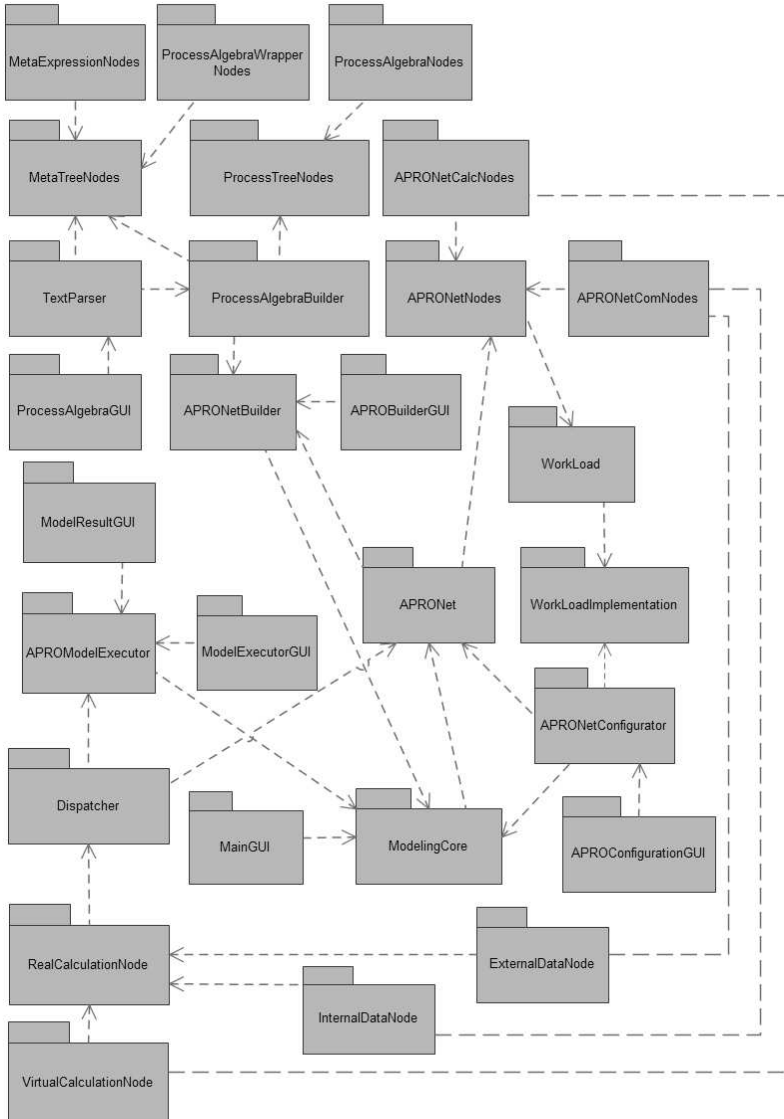 MetaExpressionNodes
ProcessAlgebraWrapper
Nodes
ProcessAlgebraNodes
MetaTreeNodes
ProcessTreeNodes
APRONetCalcNodes
TextParser
ProcessAlgebraBuilder
APRONetNodes
APRONetComNodes
ProcessAlgebraGUI
APRONetBuilder
APROBuilderGUI
WorkLoad
ModelResultGUI
APRONet
WorkLoadImplementation
APROModelExecutor
ModelExecutorGUI
APRONetConfigurator
Dispatcher
MainGUI
ModelingCore
APROConfigurationGUI
RealCalculationNode
ExternalDataNode
InternalDataNode
VirtualCalculationNode